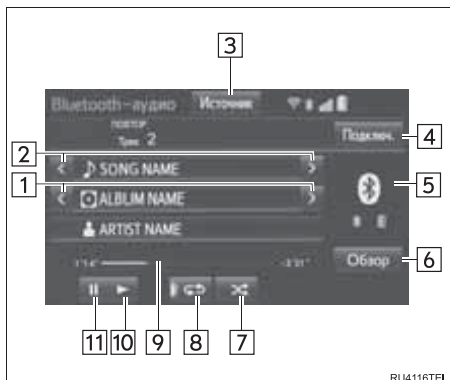 3
Bluetooth-аудио Источник
ПОВТОР
Трек 2
Подключ. 4
2
< SONG NAME >
1
< ALBUM NAME >
5
ARTIST NAME
Обзор 6
11 10 9 8 7
RU4116TEL